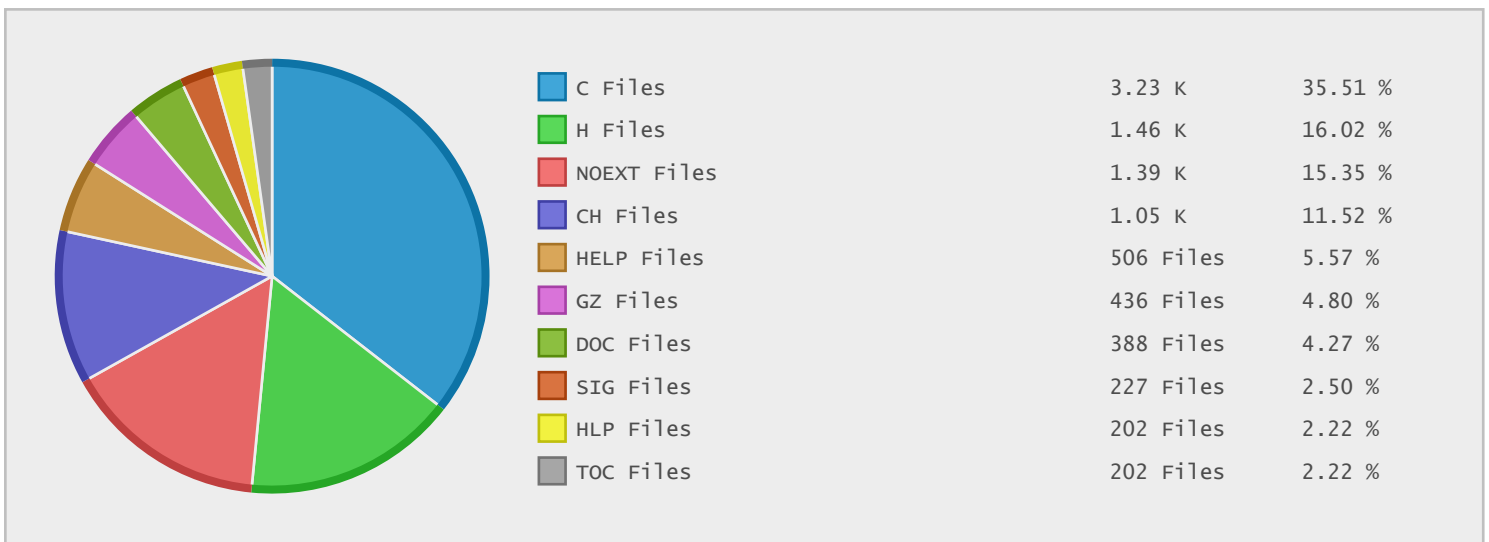 C Files 3.23 K 35.51 %
H Files 1.46 K 16.02 %
NOEXT Files 1.39 K 15.35 %
CH Files 1.05 K 11.52 %
HELP Files 506 Files 5.57 %
GZ Files 436 Files 4.80 %
DOC Files 388 Files 4.27 %
SIG Files 227 Files 2.50 %
HLP Files 202 Files 2.22 %
TOC Files 202 Files 2.22 %